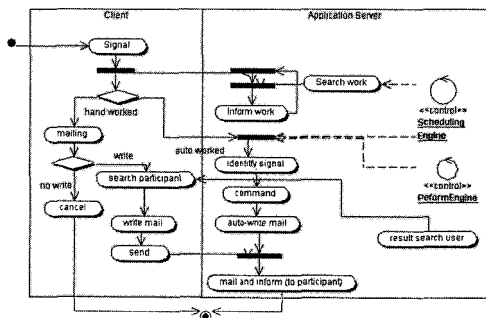 Client
Application Server
Signal
Search work
hand worked
Inform work
<<control>>
Scheduling
Engine
mailing
auto worked
write
identify signal
search participant
no write
command
<<control>>
PeformEngine
cancel
write mail
auto-write mail
result search user
send
mail and inform (to participant)